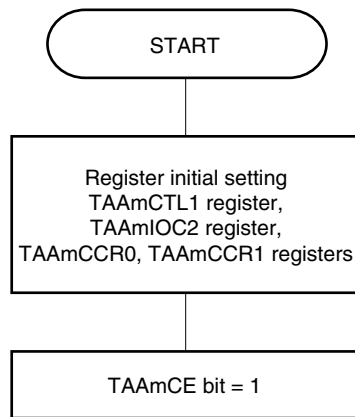 START
Register initial setting
TAAmCTL1 register,
TAAmIOC2 register,
TAAmCCR0, TAAmCCR1 registers
TAAmCE bit = 1